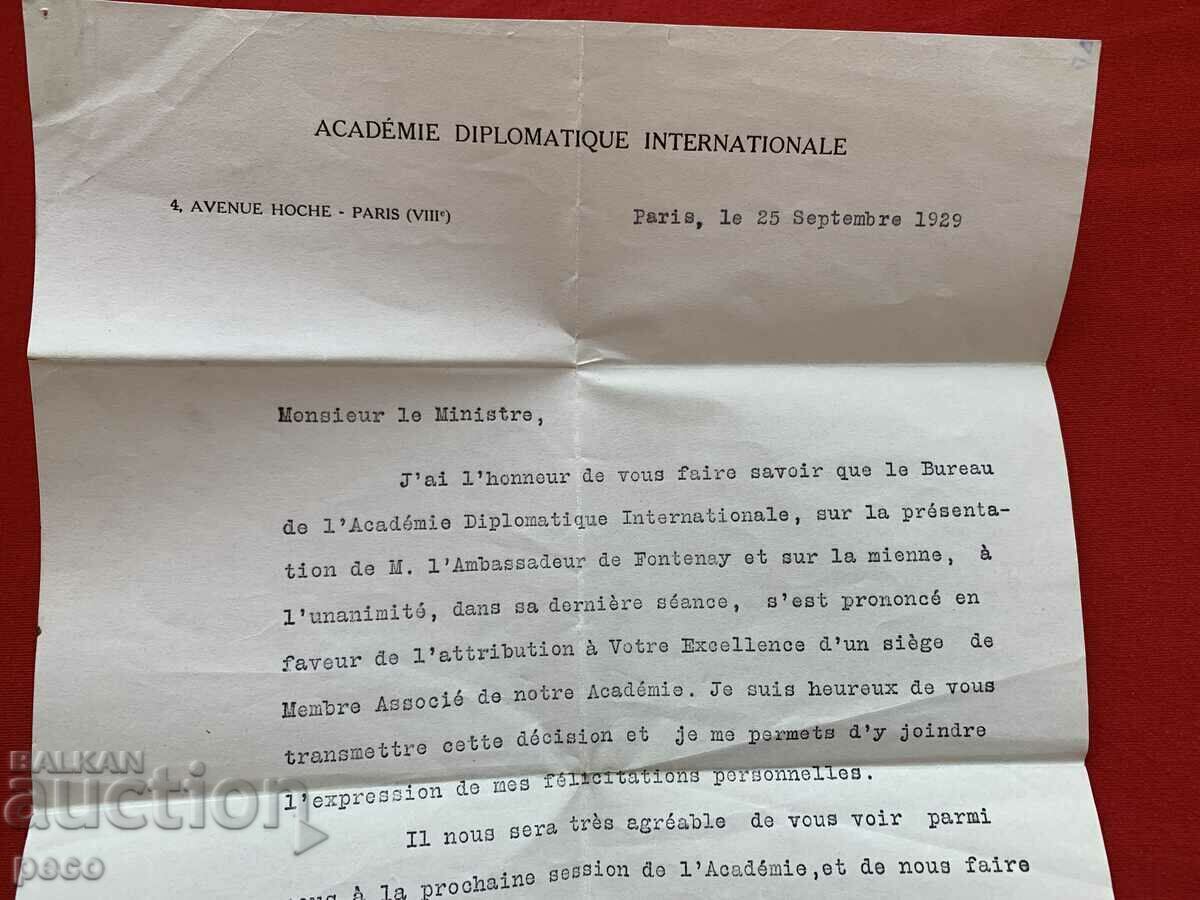 ACADÉMIE DIPLOMATIQUE INTERNATIONALE
4, AVENUE HOCHE - PARIS (VIIIe)
Paris, le 25 Septembre 1929
Monsieur le Ministre,
J'ai l'honneur de vous faire savoir que le Bureau
de l'Académie Diplomatique Internationale, sur la présenta-
tion de M. l'Ambassadeur de Fontenay et sur la mienne, à
l'unanimité, dans sa dernière séance, s'est prononcé en
faveur de l'attribution à Votre Excellence d'un siège de
Membre Associé de notre Académie. Je suis heureux de vous
transmettre cette décision et je me permets d'y joindre
l'expression de mes félicitations personnelles.
Il nous sera très agréable de vous voir parmi
à la prochaine session de l'Académie, et de nous faire
BALKAN
auction
peco